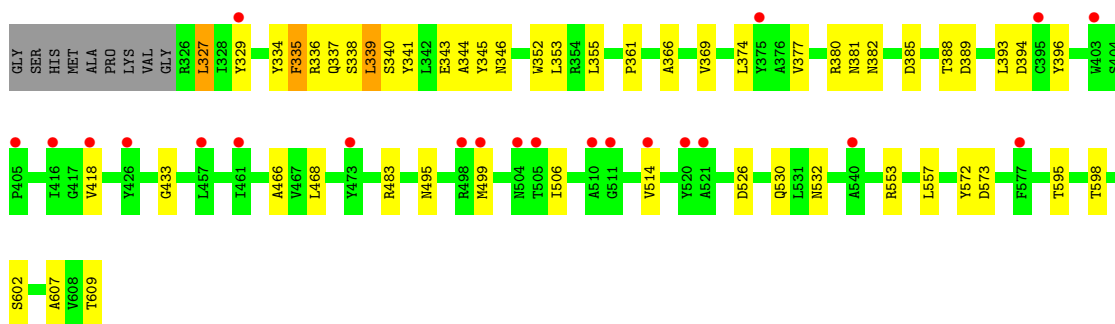 GLY SER HIS MET ALA PRO LYS VAL GLY R326 L327 I328 Y329 Y334 F335 R336 Q337 S338 L339 S340 Y341 L342 E343 A344 Y345 N346 W352 L353 R354 L355 P361 A366 V369 L374 Y375 A376 V377 R380 N381 N382 D385 T388 D389 L393 D394 C395 Y396 W403 S404
P405 I416 G417 V418 Y426 G433 L457 I461 A466 V467 L468 Y473 R483 N495 R498 M499 N504 T505 I506 A510 G511 V514 Y520 A521 D526 Q530 L531 N532 A540 R553 L557 Y572 D573 F577 T595 T598
S602 A607 V608 T609